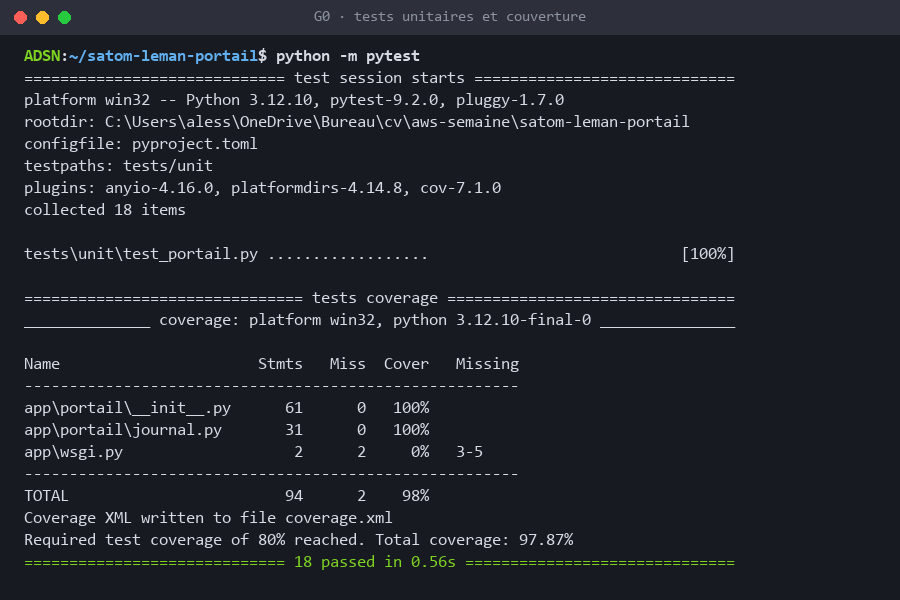 G0 · tests unitaires et couverture
ADSN:~/satom-leman-portail$ python -m pytest
============================= test session starts =============================
platform win32 -- Python 3.12.10, pytest-9.2.0, pluggy-1.7.0
rootdir: C:\Users\aless\OneDrive\Bureau\cv\aws-semaine\satom-leman-portail
configfile: pyproject.toml
testpaths: tests/unit
plugins: anyio-4.16.0, platformdirs-4.14.8, cov-7.1.0
collected 18 items
tests\unit\test_portail.py ..................                            [100%]
=============================== tests coverage ================================
______________ coverage: platform win32, python 3.12.10-final-0 _______________
Name                      Stmts   Miss  Cover   Missing
-------------------------------------------------------
app\portail\__init__.py      61      0   100%
app\portail\journal.py       31      0   100%
app\wsgi.py                   2      2     0%   3-5
-------------------------------------------------------
TOTAL                        94      2    98%
Coverage XML written to file coverage.xml
Required test coverage of 80% reached. Total coverage: 97.87%
============================= 18 passed in 0.56s ==============================